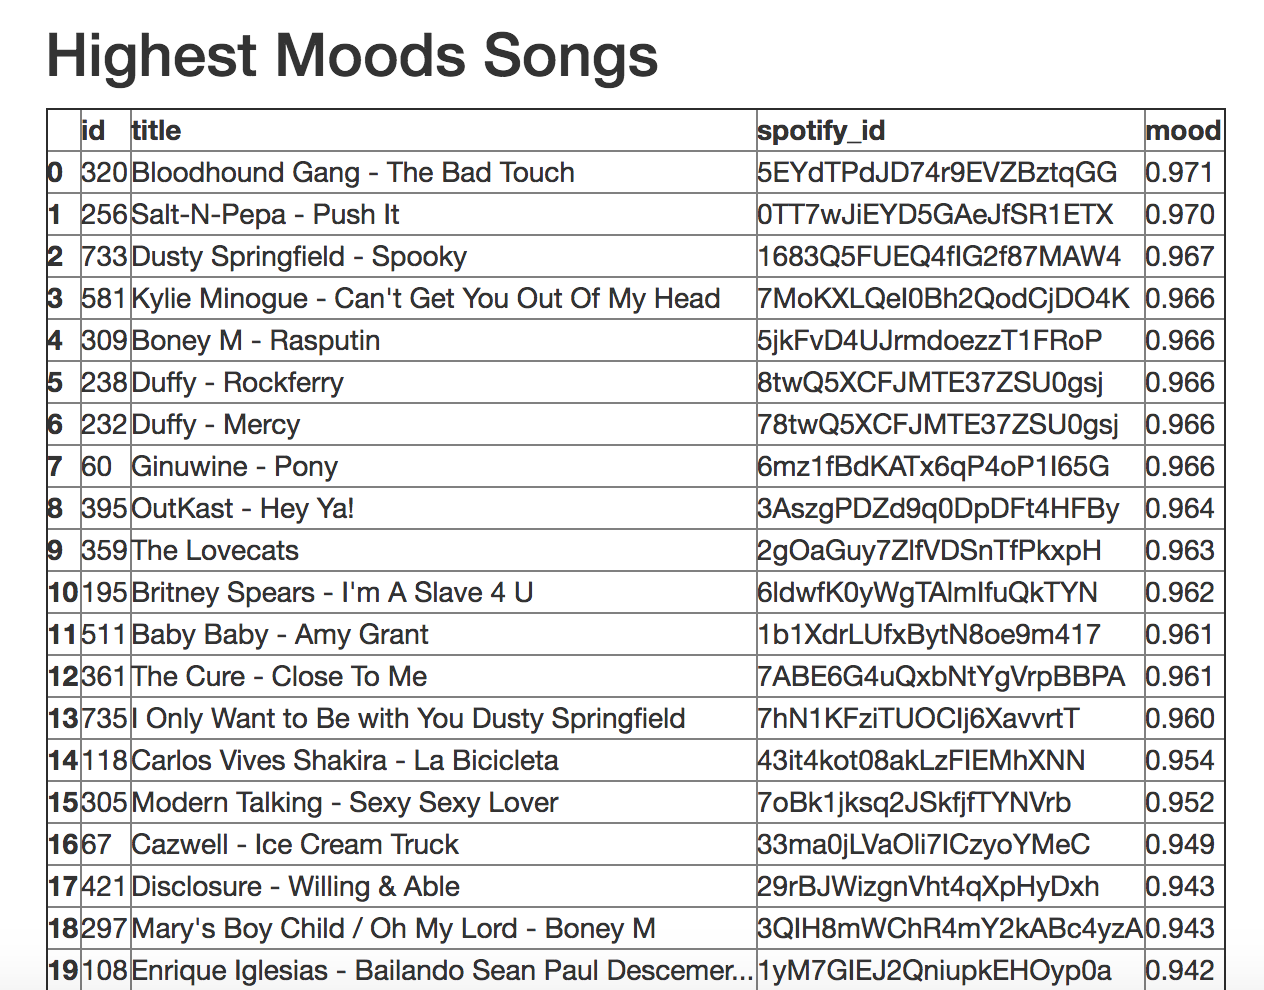 Highest Moods Songs
id title spotify_id mood
0 320 Bloodhound Gang - The Bad Touch 5EYdTPdJD74r9EVZBztqGG 0.971
1 256 Salt-N-Pepa - Push It 0TT7wJiEYD5GAeJfSR1ETX 0.970
2 733 Dusty Springfield - Spooky 1683Q5FUEQ4flG2f87MAW4 0.967
3 581 Kylie Minogue - Can't Get You Out Of My Head 7MoKXLQel0Bh2QodCjDO4K 0.966
4 309 Boney M - Rasputin 5jkFvD4UJrmdoezzT1FRoP 0.966
5 238 Duffy - Rockferry 8twQ5XCFJMTE37ZSU0gsj 0.966
6 232 Duffy - Mercy 78twQ5XCFJMTE37ZSU0gsj 0.966
7 60 Ginuwine - Pony 6mz1fBdKATx6qP4oP1I65G 0.966
8 395 OutKast - Hey Ya! 3AszgPDZd9q0DpDFt4HFBy 0.964
9 359 The Lovecats 2gOaGuy7ZlfVDSnTfPkxpH 0.963
10 195 Britney Spears - I'm A Slave 4 U 6ldwfK0yWgTAlmIfuQkTYN 0.962
11 511 Baby Baby - Amy Grant 1b1XdrLUfxBytN8oe9m417 0.961
12 361 The Cure - Close To Me 7ABE6G4uQxbNtYgVrpBBPA 0.961
13 735 I Only Want to Be with You Dusty Springfield 7hN1KFziTUOClj6XavvrtT 0.960
14 118 Carlos Vives Shakira - La Bicicleta 43it4kot08akLzFIEMhXNN 0.954
15 305 Modern Talking - Sexy Sexy Lover 7oBk1jksq2JSkfjfTYNVrb 0.952
16 67 Cazwell - Ice Cream Truck 33ma0jLVaOli7ICzyoYMeC 0.949
17 421 Disclosure - Willing & Able 29rBJWizgnVht4qXpHyDxh 0.943
18 297 Mary's Boy Child / Oh My Lord - Boney M 3QIH8mWChR4mY2kABc4yzA 0.943
19 108 Enrique Iglesias - Bailando Sean Paul Descemer... 1yM7GIEJ2QniupkEHOyp0a 0.942